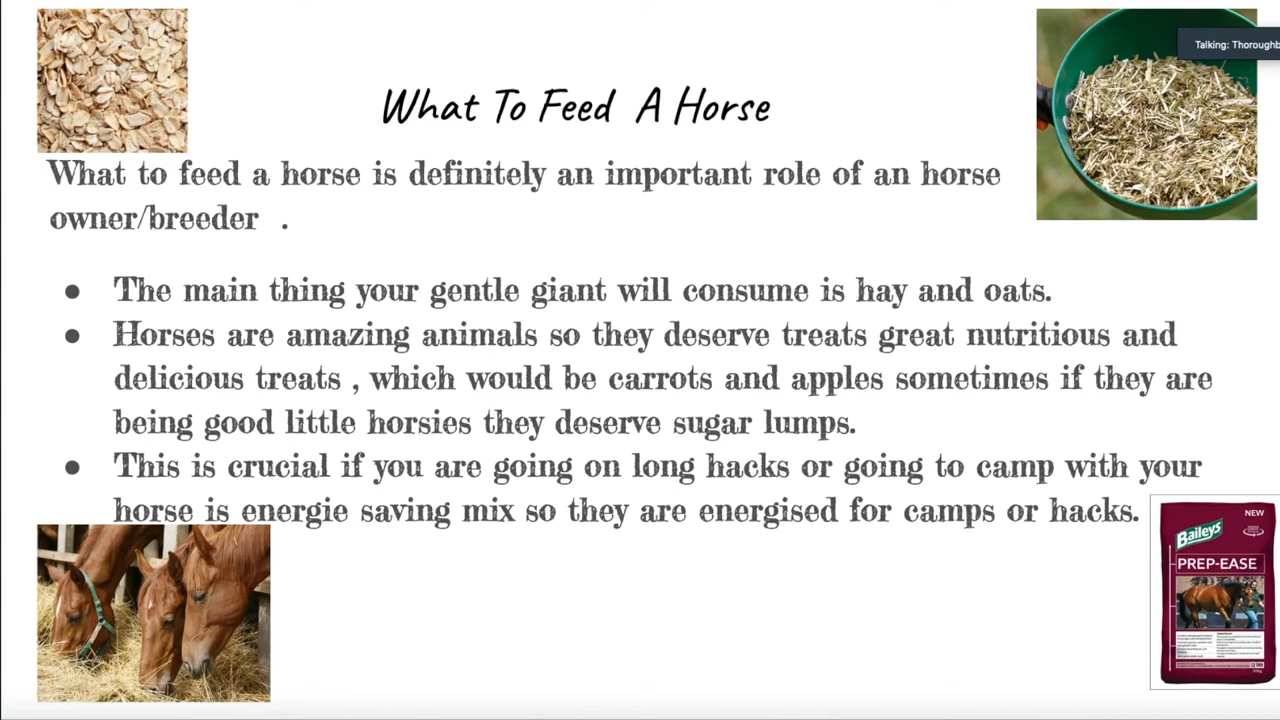 Talking: Thoroughb
What To Feed A Horse
What to feed a horse is definitely an important role of an horse
owner/breeder .
The main thing your gentle giant will consume is hay and oats.
Horses are amazing animals so they deserve treats great nutritious and
delicious treats , which would be carrots and apples sometimes if they are
being good little horsies they deserve sugar lumps.
This is crucial if you are going on long hacks or going to camp with your
horse is energie saving mix so they are energised for camps or hacks.
NEW
Baileys
PREP-EASE